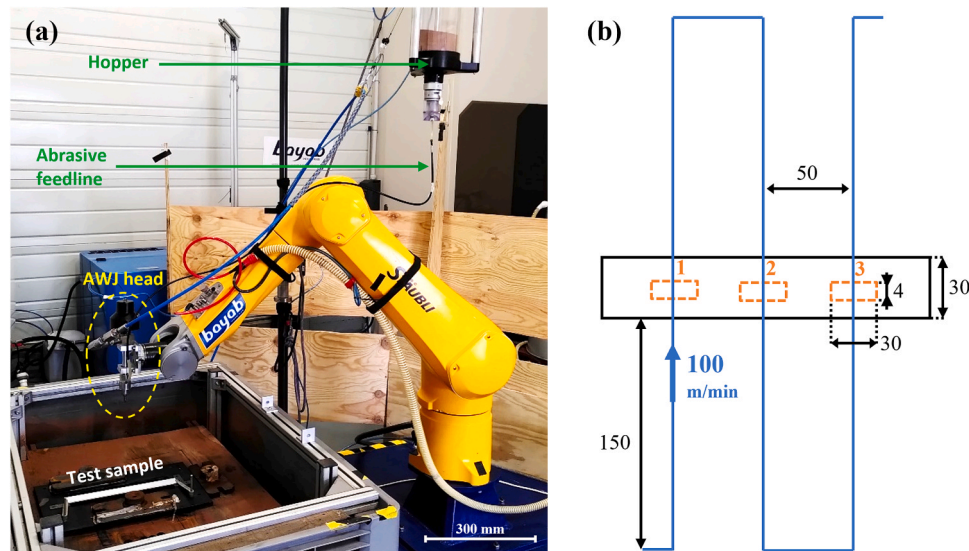 (a)
Hopper
Abrasive
feedline
bayab
AWJ head
bayab
STÄUBLI
Test sample
300 mm
(b)
50
1
2
3
4
30
30
100
m/min
150